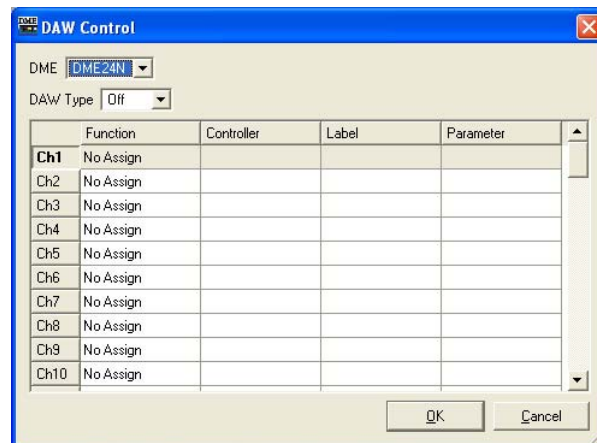 DME DAW Control
DME DME24N
DAW Type Off
Function Controller Label Parameter
Ch1 No Assign
Ch2 No Assign
Ch3 No Assign
Ch4 No Assign
Ch5 No Assign
Ch6 No Assign
Ch7 No Assign
Ch8 No Assign
Ch9 No Assign
Ch10 No Assign
OK Cancel